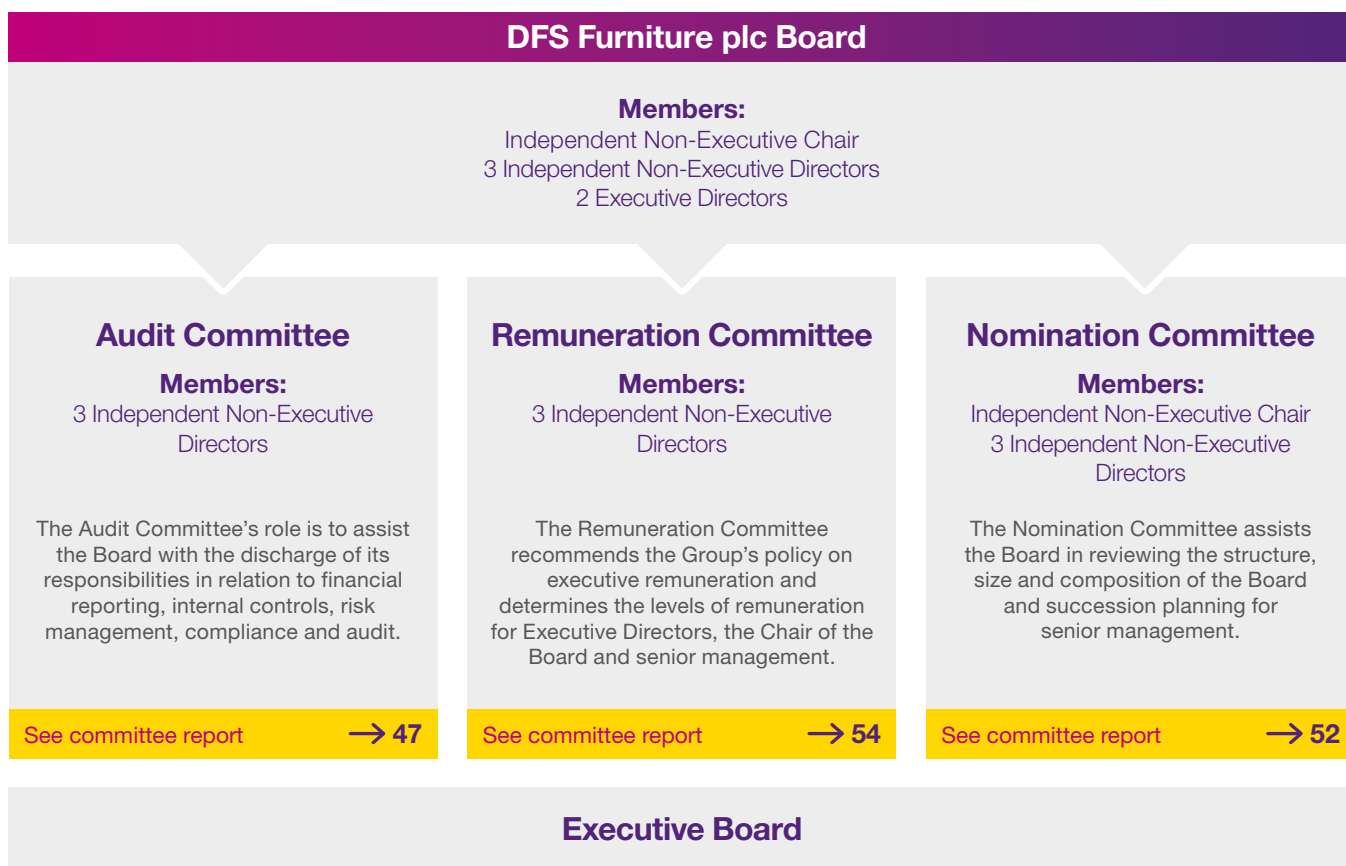 DFS Furniture plc Board
Members:
Independent Non-Executive Chair
3 Independent Non-Executive Directors
2 Executive Directors
Audit Committee
Members:
3 Independent Non-Executive
Directors
The Audit Committee’s role is to assist
the Board with the discharge of its
responsibilities in relation to financial
reporting, internal controls, risk
management, compliance and audit.
See committee report → 47
Remuneration Committee
Members:
3 Independent Non-Executive
Directors
The Remuneration Committee
recommends the Group’s policy on
executive remuneration and
determines the levels of remuneration
for Executive Directors, the Chair of the
Board and senior management.
See committee report → 54
Nomination Committee
Members:
Independent Non-Executive Chair
3 Independent Non-Executive
Directors
The Nomination Committee assists
the Board in reviewing the structure,
size and composition of the Board
and succession planning for
senior management.
See committee report → 52
Executive Board